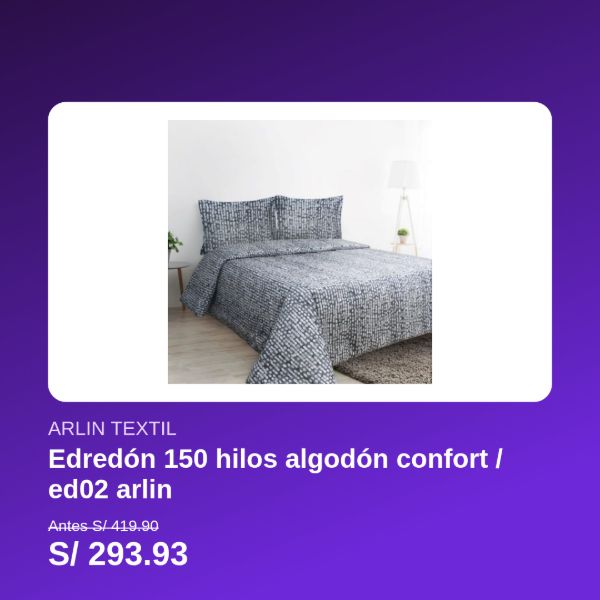 ARLIN TEXTIL
Edredón 150 hilos algodón confort /
ed02 arlin
Antes S/ 419.90
S/ 293.93